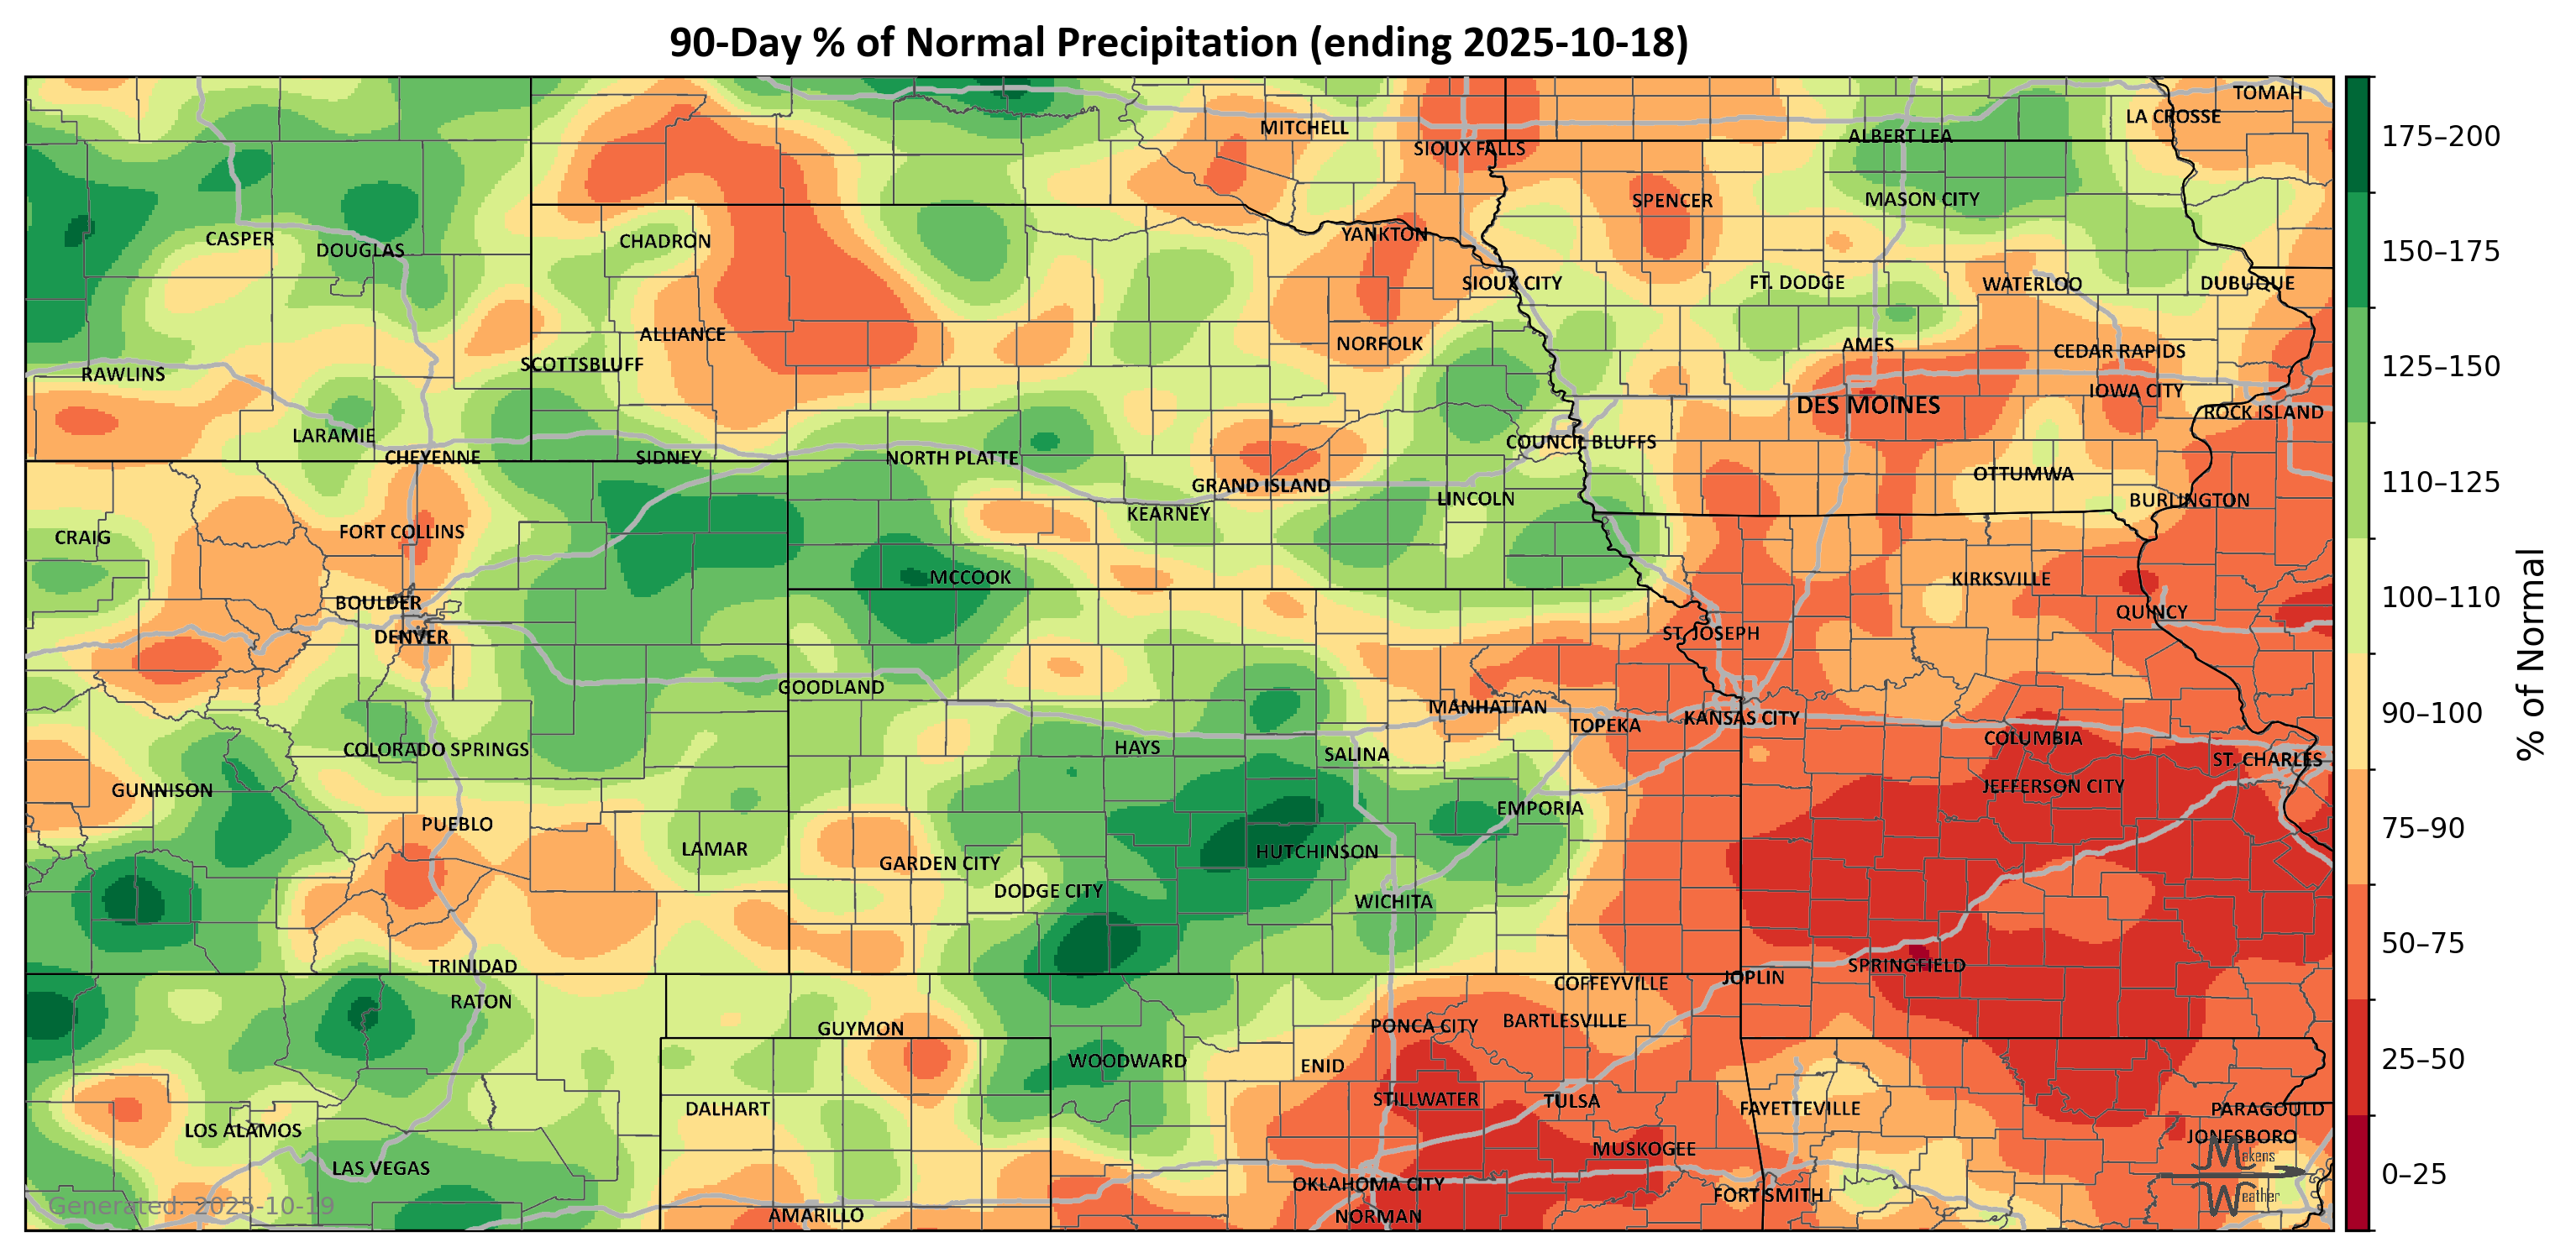 90-Day % of Normal Precipitation (ending 2025-10-18)
TOMAH
LA CROSSE
MITCHELL
ALBERT LEA
SIOUX FALLS
SPENCER
MASON CITY
YANKTON
CASPER
CHADRON
DOUGLAS
SIOUX CITY
FT. DODGE
WATERLOO
DUBUQUE
ALLIANCE
NORFOLK
AMES
CEDAR RAPIDS
SCOTTSBLUFF
RAWLINS
IOWA CITY
DES MOINES
ROCK ISLAND
LARAMIE
COUNCIL BLUFFS
CHEYENNE
SIDNEY
NORTH PLATTE
OTTUMWA
GRAND ISLAND
LINCOLN
BURLINGTON
KEARNEY
FORT COLLINS
CRAIG
MCCOOK
KIRKSVILLE
BOULDER
QUINCY
DENVER
ST. JOSEPH
GOODLAND
MANHATTAN
KANSAS CITY
TOPEKA
COLUMBIA
COLORADO SPRINGS
HAYS
SALINA
ST. CHARLES
GUNNISON
JEFFERSON CITY
EMPORIA
PUEBLO
LAMAR
HUTCHINSON
GARDEN CITY
DODGE CITY
WICHITA
TRINIDAD
SPRINGFIELD
JOPLIN
COFFEYVILLE
RATON
BARTLESVILLE
PONCA CITY
GUYMON
WOODWARD
ENID
STILLWATER
TULSA
DALHART
FAYETTEVILLE
PARAGOULD
LOS ALAMOS
JONESBORO
MUSKOGEE
LAS VEGAS
OKLAHOMA CITY
FORT SMITH
AMARILLO
NORMAN
Generated: 2025-10-19
Makens
Weather
175–200
150–175
125–150
110–125
100–110
90–100
75–90
50–75
25–50
0–25
% of Normal